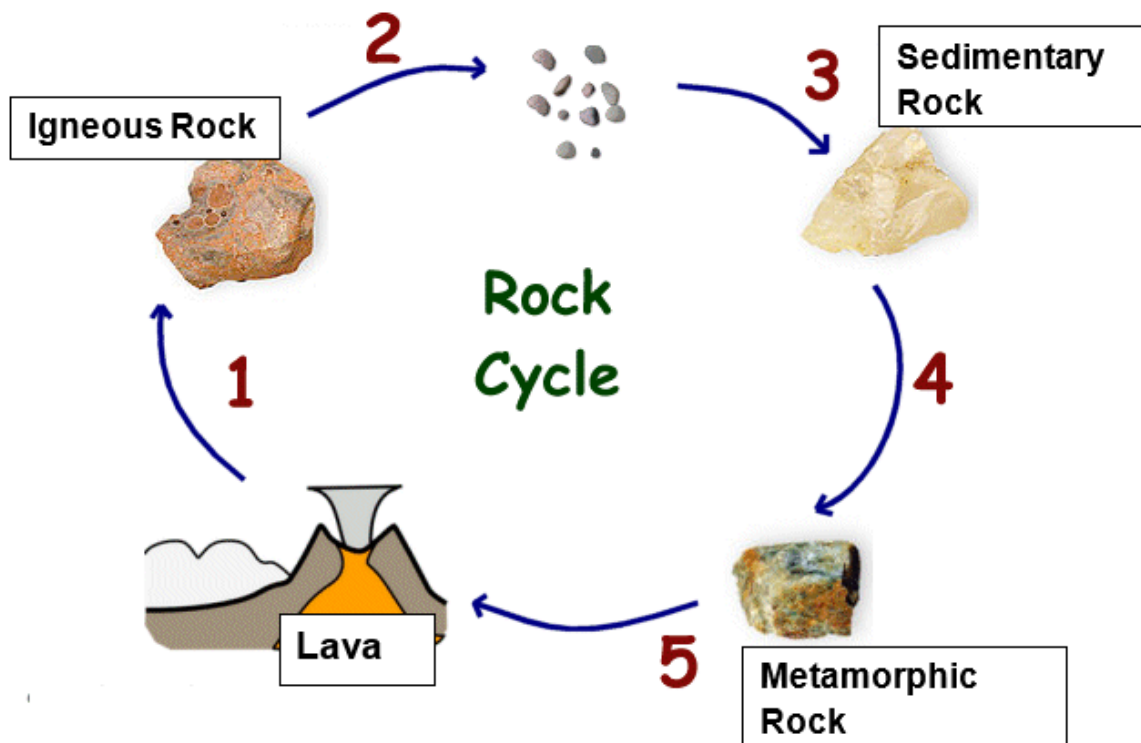 2
3
Sedimentary
Rock
Igneous Rock
Rock
Cycle
1
4
Lava
5
Metamorphic
Rock